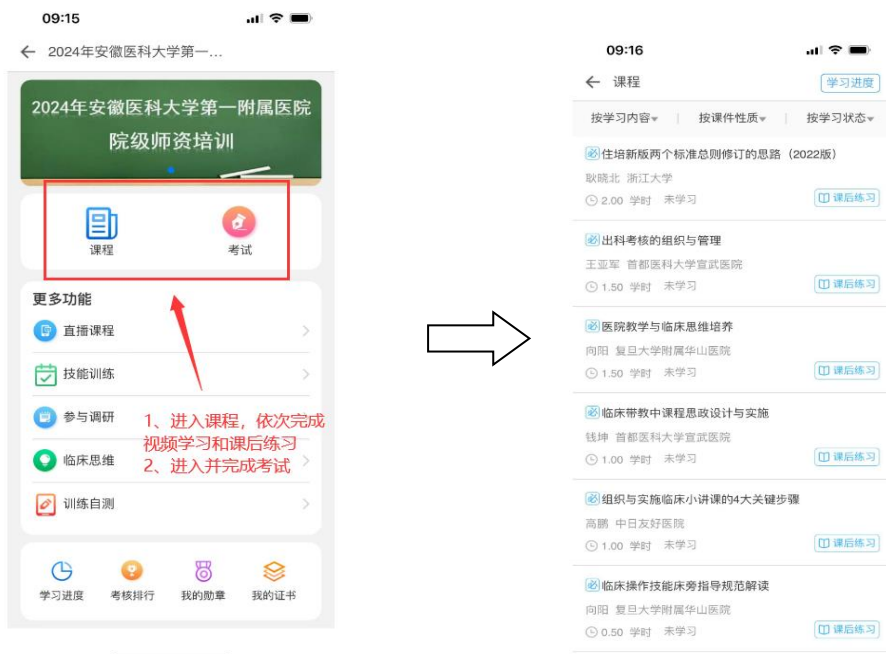 09:15
2024年安徽医科大学第一...
2024年安徽医科大学第一附属医院
院级师资培训
课程
考试
更多功能
直播课程
技能训练
参与调研
临床思维
训练自测
1、进入课程，依次完成
视频学习和课后练习
2、进入并完成考试
学习进度
考核排行
我的勋章
我的证书
09:16
课程
学习进度
按学习内容
按课件性质
按学习状态
住培新版两个标准总则修订的思路（2022版）
耿晓北 浙江大学
2.00 学时 未学习
课后练习
出科考核的组织与管理
王亚军 首都医科大学宣武医院
1.50 学时 未学习
课后练习
医院教学与临床思维培养
向阳 复旦大学附属华山医院
1.50 学时 未学习
课后练习
临床带教中课程思政设计与实施
钱坤 首都医科大学宣武医院
1.00 学时 未学习
课后练习
组织与实施临床小讲课的4大关键步骤
高鹏 中日友好医院
1.00 学时 未学习
课后练习
临床操作技能床旁指导规范解读
向阳 复旦大学附属华山医院
0.50 学时 未学习
课后练习